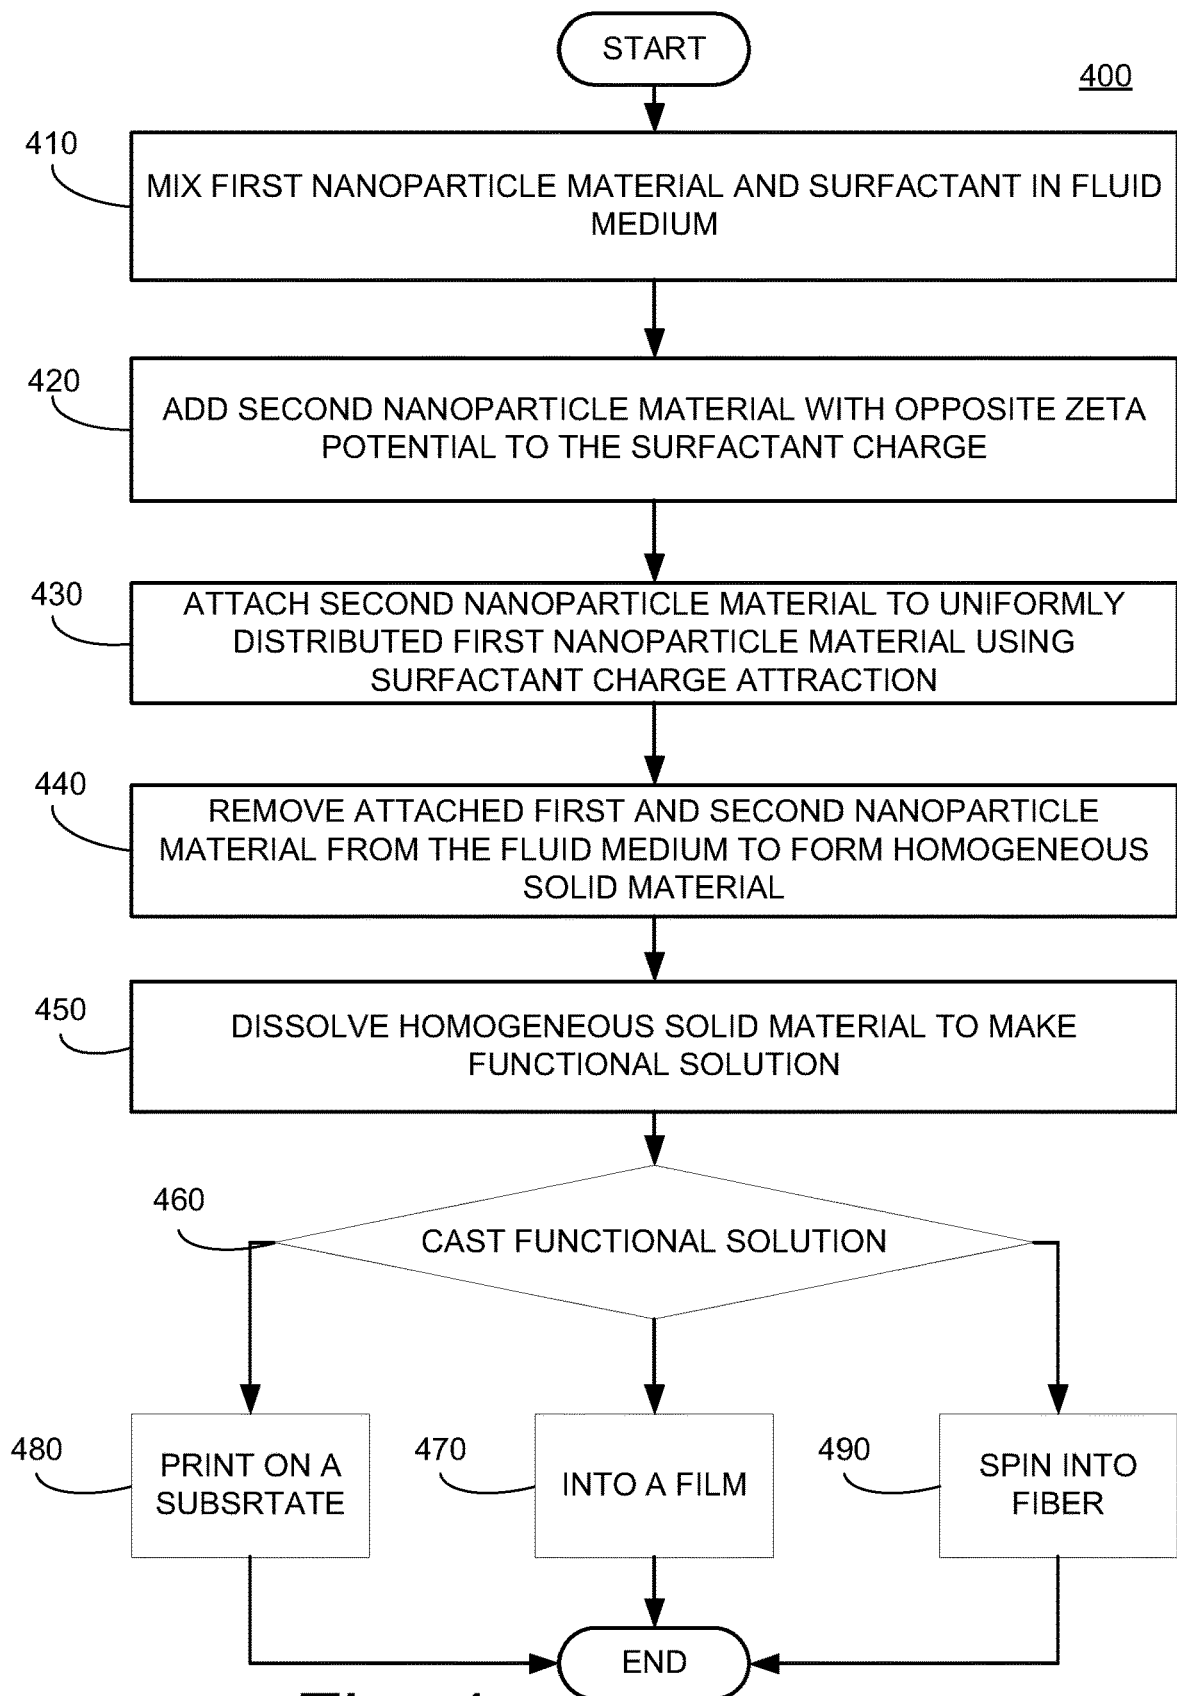 START
400
410
MIX FIRST NANOPARTICLE MATERIAL AND SURFACTANT IN FLUID
MEDIUM
420
ADD SECOND NANOPARTICLE MATERIAL WITH OPPOSITE ZETA
POTENTIAL TO THE SURFACTANT CHARGE
430
ATTACH SECOND NANOPARTICLE MATERIAL TO UNIFORMLY
DISTRIBUTED FIRST NANOPARTICLE MATERIAL USING
SURFACTANT CHARGE ATTRACTION
440
REMOVE ATTACHED FIRST AND SECOND NANOPARTICLE
MATERIAL FROM THE FLUID MEDIUM TO FORM HOMOGENEOUS
SOLID MATERIAL
450
DISSOLVE HOMOGENEOUS SOLID MATERIAL TO MAKE
FUNCTIONAL SOLUTION
460
CAST FUNCTIONAL SOLUTION
480
PRINT ON A
SUBSRTATE
470
INTO A FILM
490
SPIN INTO
FIBER
END